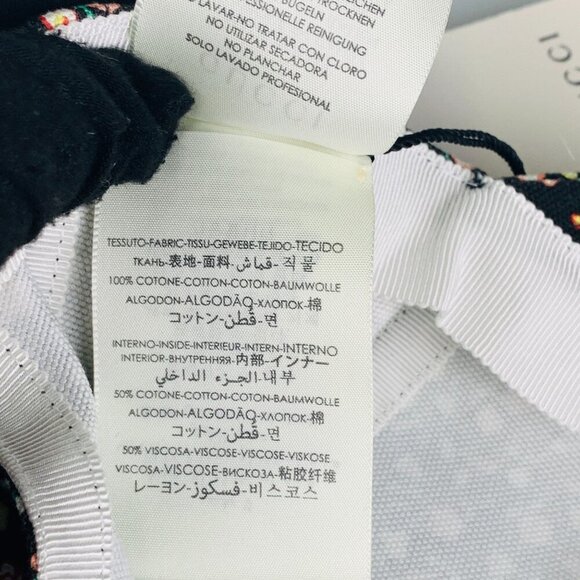 TROCKNEN
BÜGELN
PROFESSIONELLE REINIGUNG
NO LAVAR-NO TRATAR CON CLORO
NO UTILIZAR SECADORA
NO PLANCHAR
SOLO LAVADO PROFESIONAL
CCI
TESSUTO-FABRIC-TISSU-GEWEBE-TEJIDO-TECIDO
ТКАНЬ-表地-面料-قماش-직물
100% COTONE-COTTON-COTON-BAUMWOLLE
ALGODON-ALGODÃO-ХЛОПОК-棉
コットン-قطن-면
INTERNO-INSIDE-INTERIEUR-INTERN-INTERNO
INTERIOR-ВНУТРЕННЯЯ-内部-インナー
내부-الجزء الداخلي
50% COTONE-COTTON-COTON-BAUMWOLLE
ALGODON-ALGODÃO-ХЛОПОК-棉
コットン-قطن-면
50% VISCOSA-VISCOSE-VISCOSE-VISKOSE
VISCOSA-VISCOSE-ВИСКОЗА-粘胶纤维
レーヨン-فسكوز-비스코스